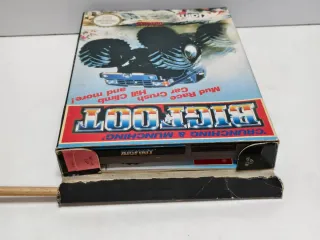 'CRUNCHING & MUNCHING'
BIGFOOT
Mud Race
Car Crush
Hill Climb
and more!
BIGFOOT